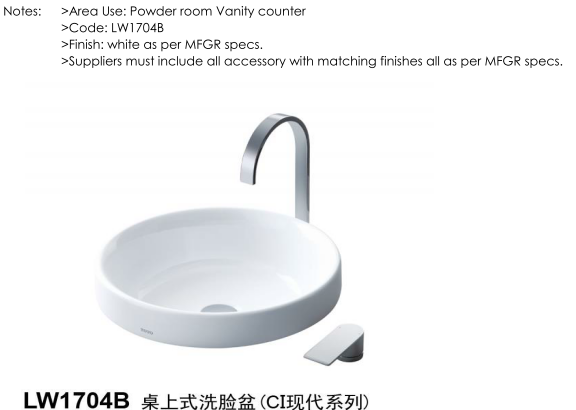 Notes: >Area Use: Powder room Vanity counter
>Code: LW1704B
>Finish: white as per MFGR specs.
>Suppliers must include all accessory with matching finishes all as per MFGR specs.
LW1704B 桌上式洗脸盆(CI现代系列)